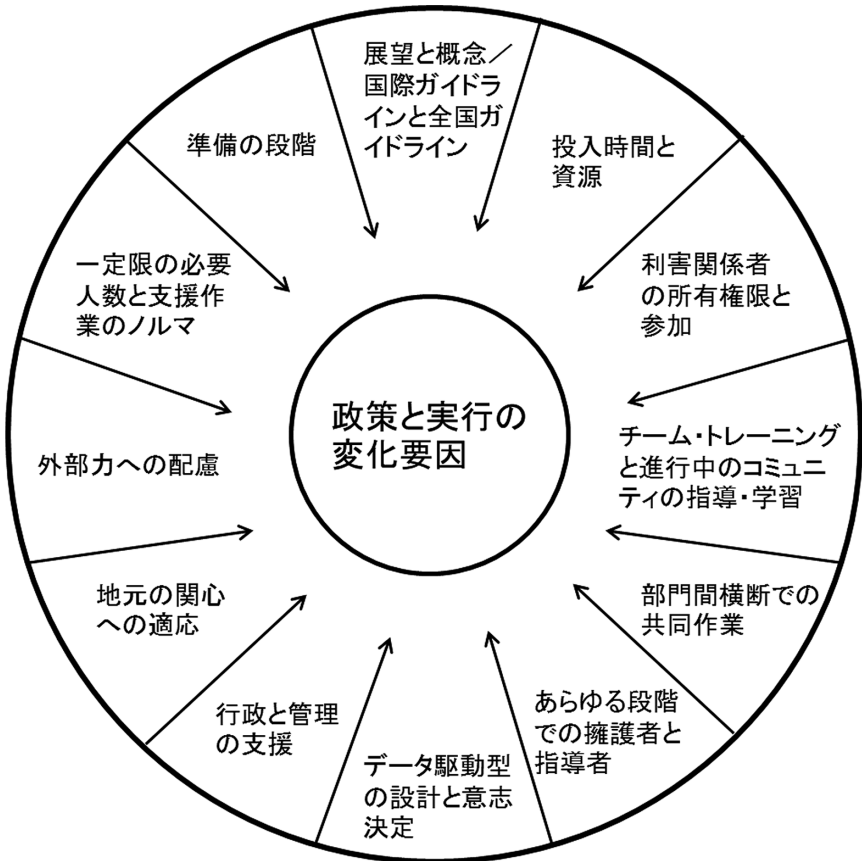 展望と概念／
国際ガイドラ
インと全国ガ
イドライン
投入時間と
資源
利害関係者
の所有権限と
参加
チーム・トレーニング
と進行中のコミュニ
ティの指導・学習
部門間横断での
共同作業
あらゆる段階
での擁護者と
指導者
データ駆動型
の設計と意志
決定
行政と管理
の支援
地元の関心
への適応
外部力への配慮
一定限の必要
人数と支援作
業のノルマ
準備の段階
政策と実行の
変化要因